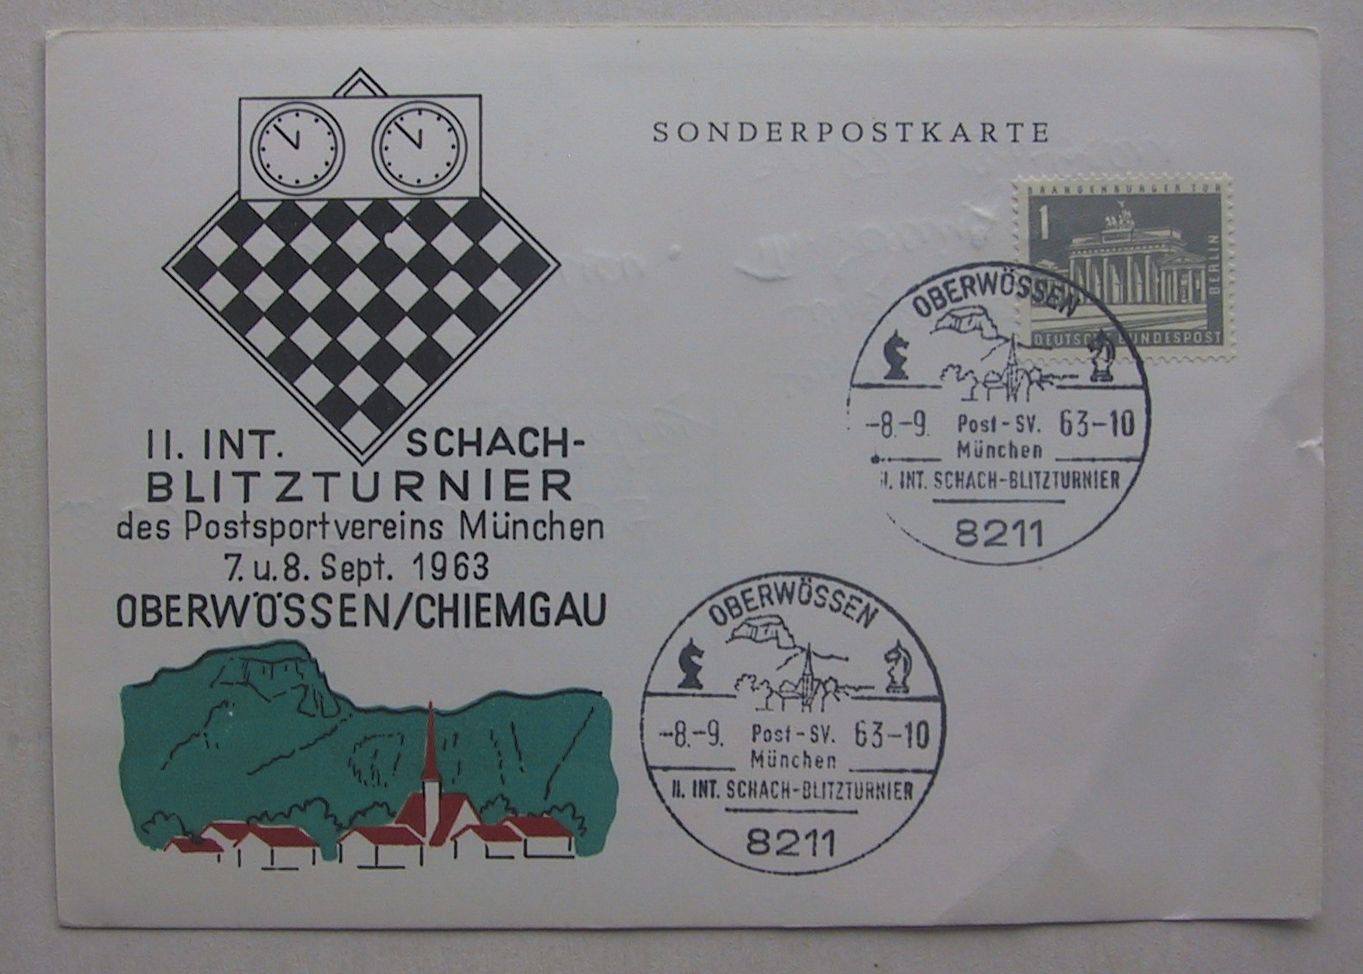 SONDERPOSTKARTE
BRANDENBURGER TOR
1
BERLIN
DEUTSCHE BUNDESPOST
II. INT. SCHACH-
BLITZTURNIER
des Postsportvereins München
7. u. 8. Sept. 1963
OBERWÖSSEN/CHIEMGAU
OBERWÖSSEN
-8.-9. Post-SV. 63-10
München
II. INT. SCHACH-BLITZTURNIER
8211
OBERWÖSSEN
-8.-9. Post-SV. 63-10
München
II. INT. SCHACH-BLITZTURNIER
8211